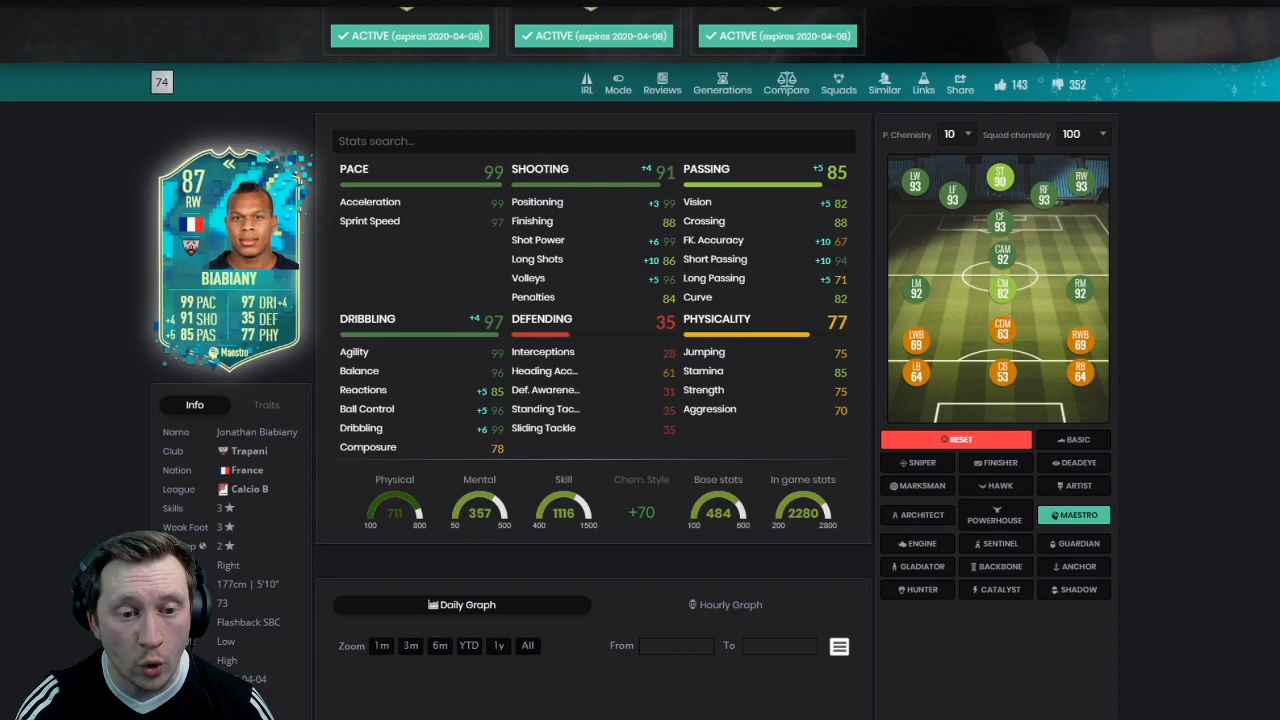 ACTIVE (expires 2020-04-08)
ACTIVE (expires 2020-04-08)
ACTIVE (expires 2020-04-08)
74
IRL
Mode
Reviews
Generations
Compare
Squads
Similar
Links
Share
143
352
87
RW
BIABIANY
99 PAC
97 DRI+4
+4 91 SHO
35 DEF
+5 85 PAS
77 PHY
Maestro
Info
Traits
Name Jonathan Biabiany
Club Trapani
Nation France
League Calcio B
Skills 3
Weak Foot 3
2
Right
177cm | 5'10"
73
Flashback SBC
Low
High
04-04
Stats search...
PACE 99
Acceleration 99
Sprint Speed 97
SHOOTING +4 91
Positioning +3 99
Finishing 88
Shot Power +6 99
Long Shots +10 86
Volleys +5 96
Penalties 84
PASSING +5 85
Vision +5 82
Crossing 88
FK. Accuracy +10 67
Short Passing +10 94
Long Passing +5 71
Curve 82
DRIBBLING +4 97
Agility 99
Balance 96
Reactions +5 85
Ball Control +5 96
Dribbling +6 99
Composure 78
DEFENDING 35
Interceptions 28
Heading Acc... 61
Def. Awarene... 31
Standing Tac... 35
Sliding Tackle 35
PHYSICALITY 77
Jumping 75
Stamina 85
Strength 75
Aggression 70
Physical
711
100 800
Mental
357
50 500
Skill
1116
400 1500
Chem. Style
+70
Base stats
484
100 600
In game stats
2280
200 2800
Daily Graph
Hourly Graph
Zoom 1m 3m 6m YTD 1y All
From
To
P. Chemistry 10
Squad chemistry 100
LW 93
LF 93
ST 90
RF 93
RW 93
CF 93
CAM 92
LM 92
CM 82
RM 92
LWB 69
CDM 63
RWB 69
LB 64
CB 53
RB 64
RESET
BASIC
SNIPER
FINISHER
DEADEYE
MARKSMAN
HAWK
ARTIST
ARCHITECT
POWERHOUSE
MAESTRO
ENGINE
SENTINEL
GUARDIAN
GLADIATOR
BACKBONE
ANCHOR
HUNTER
CATALYST
SHADOW